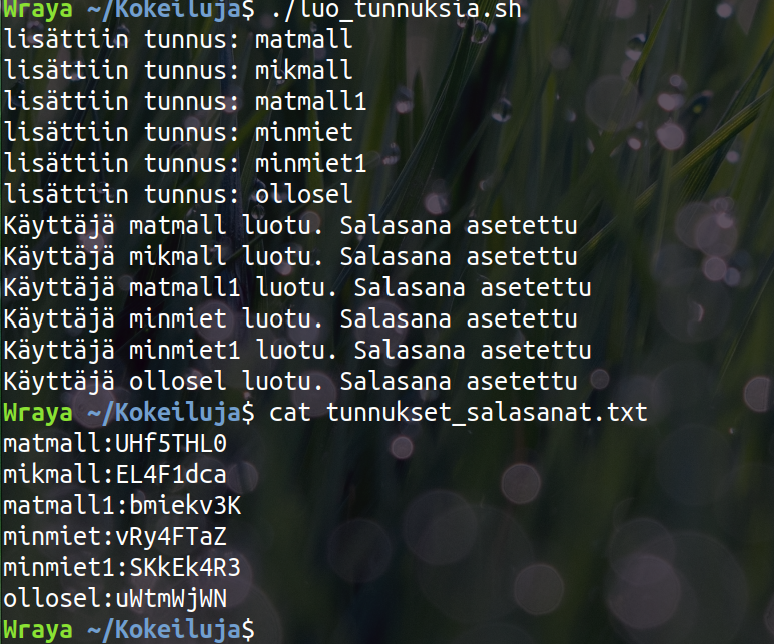 Wraya ~/Kokeiluja$ ./luo_tunnuksia.sh
lisättiin tunnus: matmall
lisättiin tunnus: mikmall
lisättiin tunnus: matmall1
lisättiin tunnus: minmiet
lisättiin tunnus: minmiet1
lisättiin tunnus: ollosel
Käyttäjä matmall luotu. Salasana asetettu
Käyttäjä mikmall luotu. Salasana asetettu
Käyttäjä matmall1 luotu. Salasana asetettu
Käyttäjä minmiet luotu. Salasana asetettu
Käyttäjä minmiet1 luotu. Salasana asetettu
Käyttäjä ollosel luotu. Salasana asetettu
Wraya ~/Kokeiluja$ cat tunnukset_salasanat.txt
matmall:UHf5THL0
mikmall:EL4F1dca
matmall1:bmiekv3K
minmiet:vRy4FTaZ
minmiet1:SKkEk4R3
ollosel:uWtmWjWN
Wraya ~/Kokeiluja$